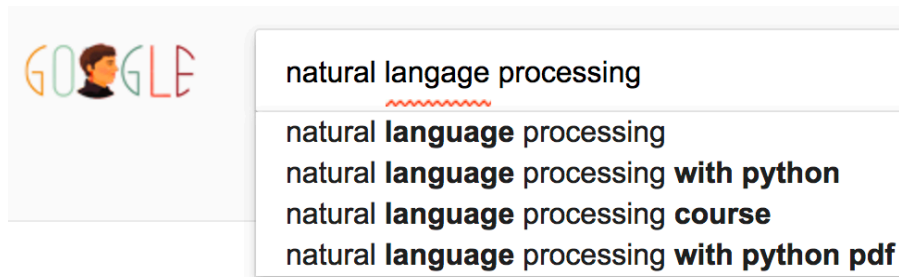 GOOGLE
natural langage processing
natural language processing
natural language processing with python
natural language processing course
natural language processing with python pdf